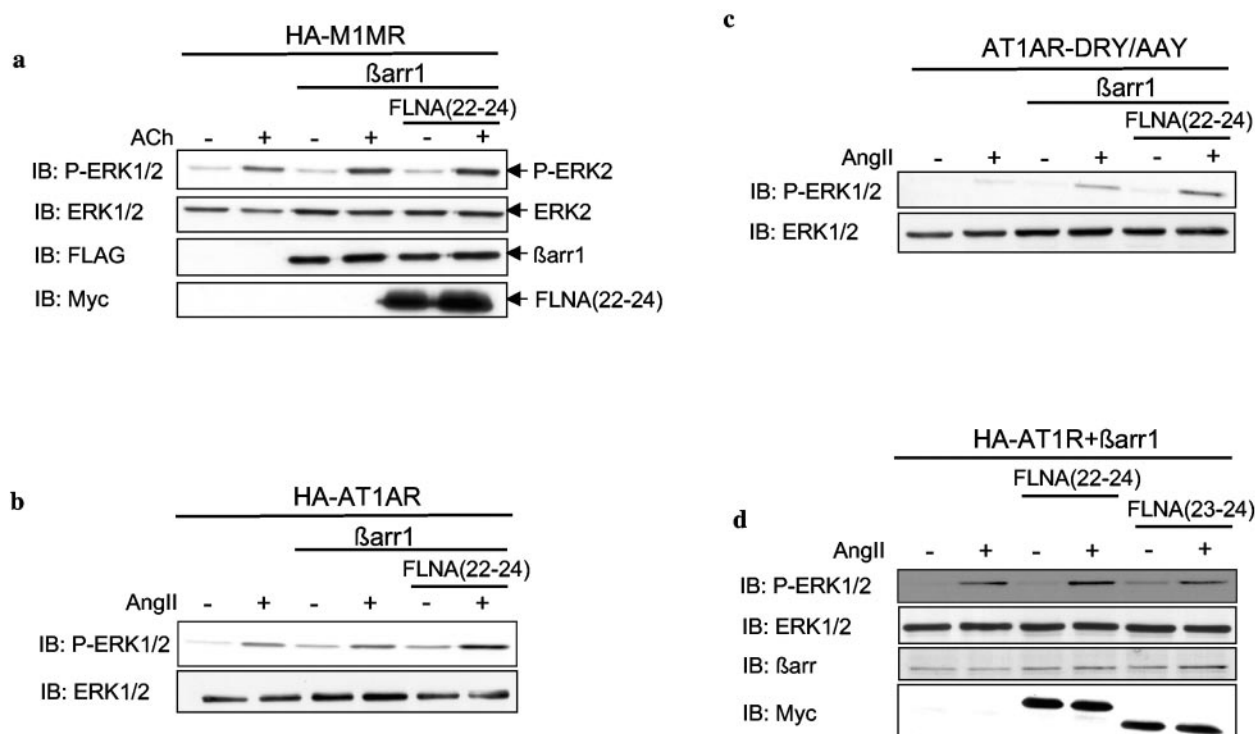 a
HA-M1MR
ßarr1
FLNA(22-24)
ACh - + - + - +
IB: P-ERK1/2 P-ERK2
IB: ERK1/2 ERK2
IB: FLAG ßarr1
IB: Myc FLNA(22-24)
b
HA-AT1AR
ßarr1
FLNA(22-24)
AngII - + - + - +
IB: P-ERK1/2
IB: ERK1/2
c
AT1AR-DRY/AAY
ßarr1
FLNA(22-24)
AngII - + - + - +
IB: P-ERK1/2
IB: ERK1/2
d
HA-AT1R+ßarr1
FLNA(22-24)
FLNA(23-24)
AngII - + - + - +
IB: P-ERK1/2
IB: ERK1/2
IB: ßarr
IB: Myc